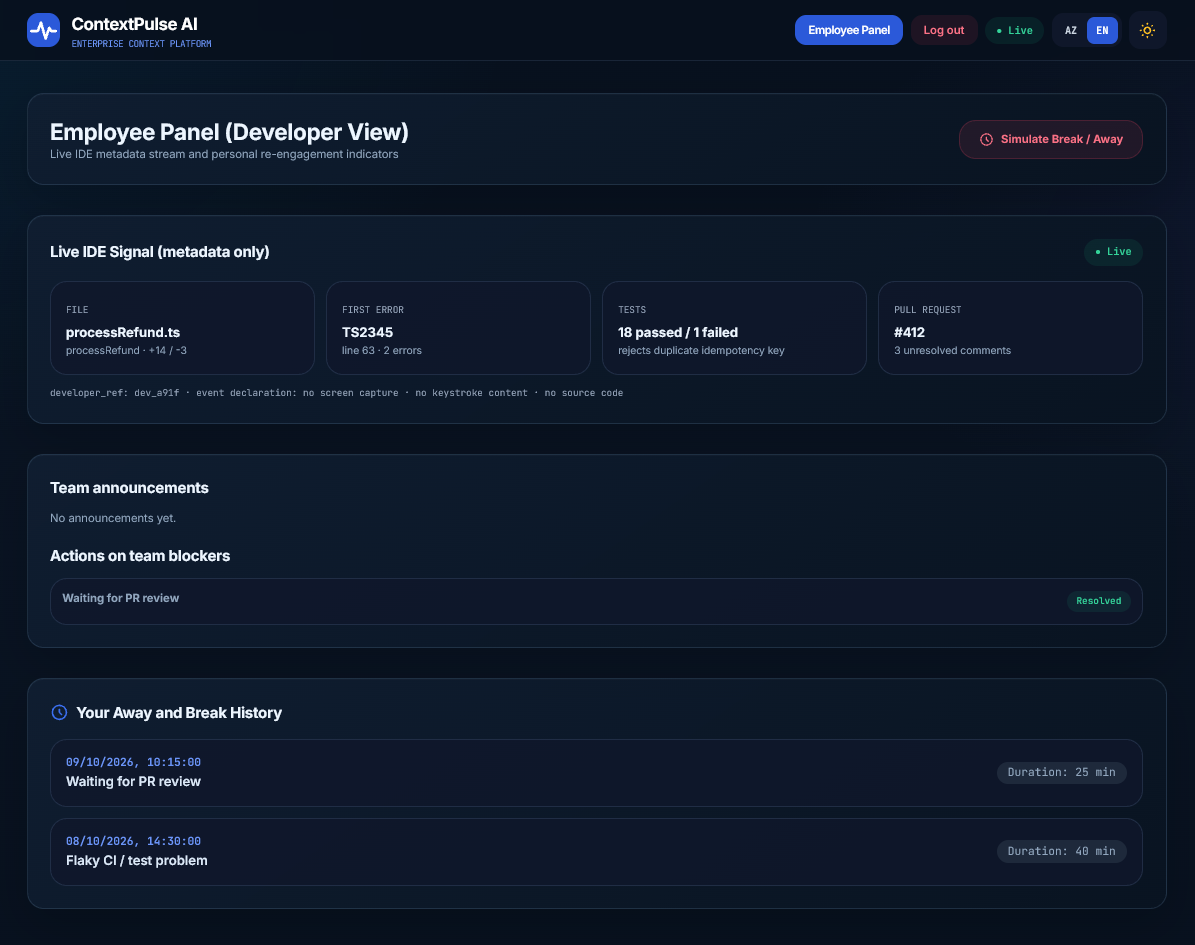 ContextPulse AI
ENTERPRISE CONTEXT PLATFORM
Employee Panel
Log out
• Live
AZ
EN
Employee Panel (Developer View)
Live IDE metadata stream and personal re-engagement indicators
Simulate Break / Away
Live IDE Signal (metadata only)
• Live
FILE
processRefund.ts
processRefund · +14 / -3
FIRST ERROR
TS2345
line 63 · 2 errors
TESTS
18 passed / 1 failed
rejects duplicate idempotency key
PULL REQUEST
#412
3 unresolved comments
developer_ref: dev_a91f · event declaration: no screen capture · no keystroke content · no source code
Team announcements
No announcements yet.
Actions on team blockers
Waiting for PR review
Resolved
Your Away and Break History
09/10/2026, 10:15:00
Waiting for PR review
Duration: 25 min
08/10/2026, 14:30:00
Flaky CI / test problem
Duration: 40 min